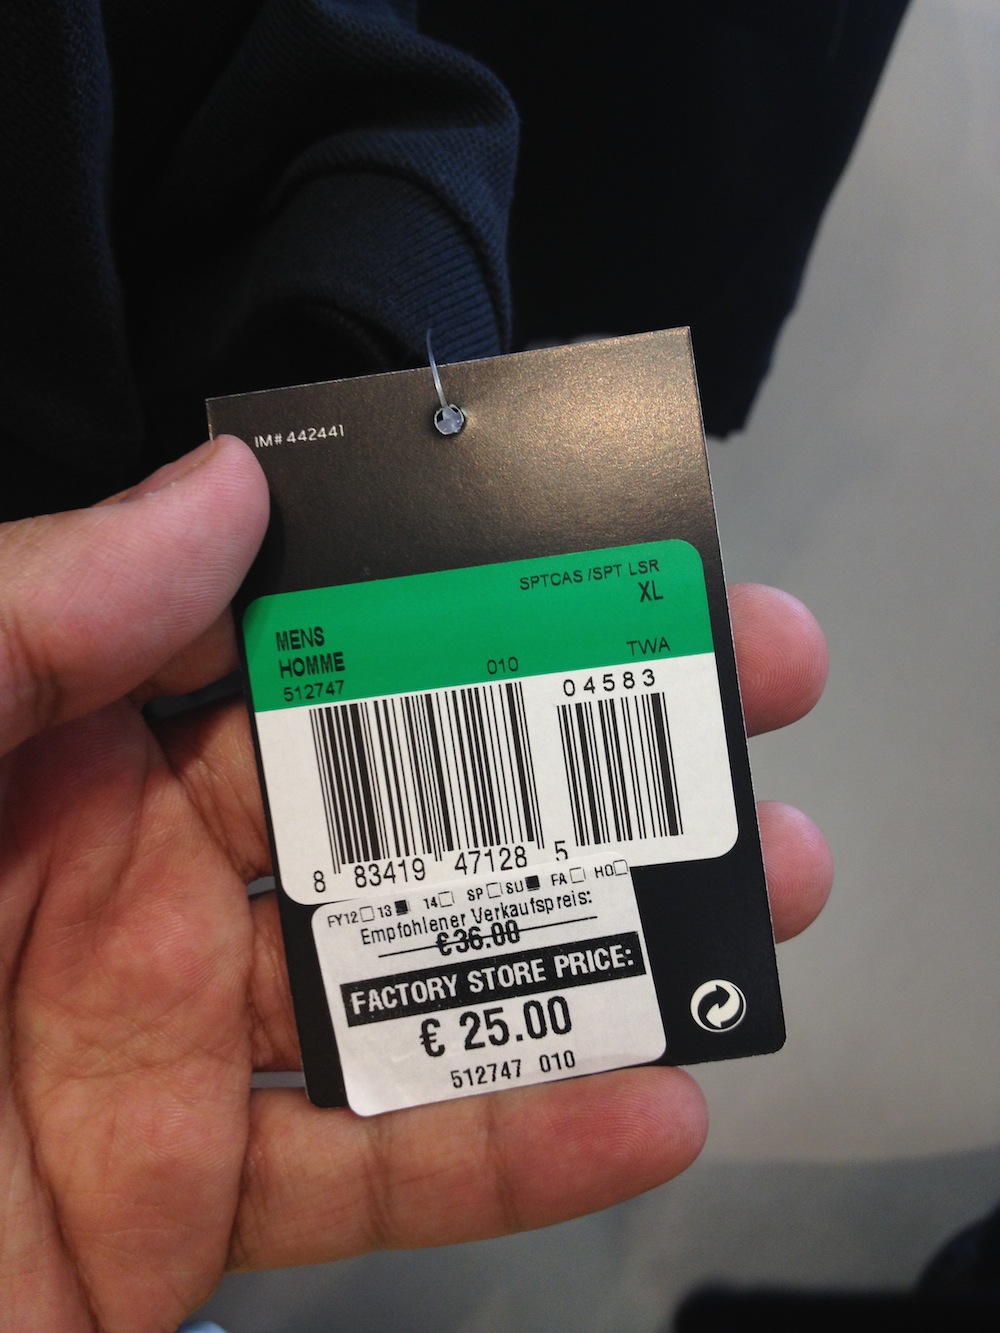 IM# 442441
SPTCAS /SPT LSR
XL
MENS
HOMME
512747 010 TWA
04583
8 83419 47128 5
FY12☐ 13■ 14☐ SP☐ SU■ FA☐ HO☐
Empfohlener Verkaufspreis:
€36.00
FACTORY STORE PRICE:
€ 25.00
512747 010